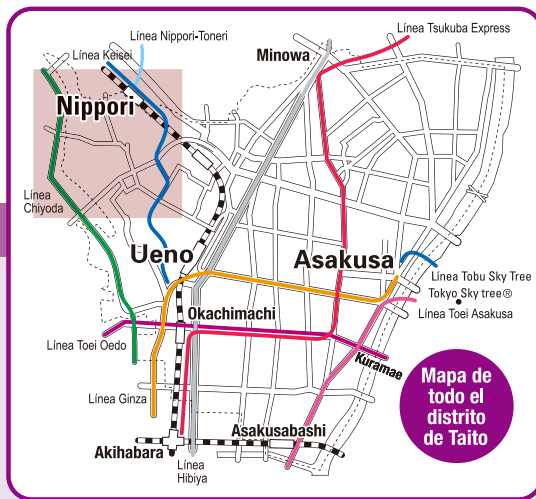 Línea Tsukuba Express
Línea Nippori-Toneri
Línea Keisei
Minowa
Nippori
Línea
Chiyoda
Ueno
Asakusa
Línea Tobu Sky Tree
Tokyo Sky tree®
Línea Toei Asakusa
Okachimachi
Línea Toei Oedo
Kuramae
Línea Ginza
Mapa de
todo el
distrito
de Taito
Asakusabashi
Akihabara
Línea
Hibiya